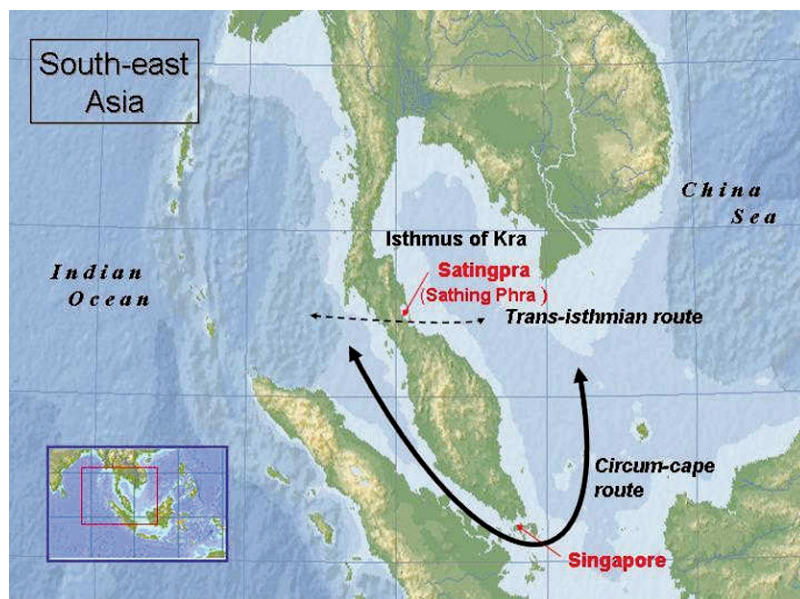 South-east
Asia
China
Sea
Isthmus of Kra
Satingpra
(Sathing Phra )
Indian
Ocean
Trans-isthmian route
Circum-cape
route
Singapore